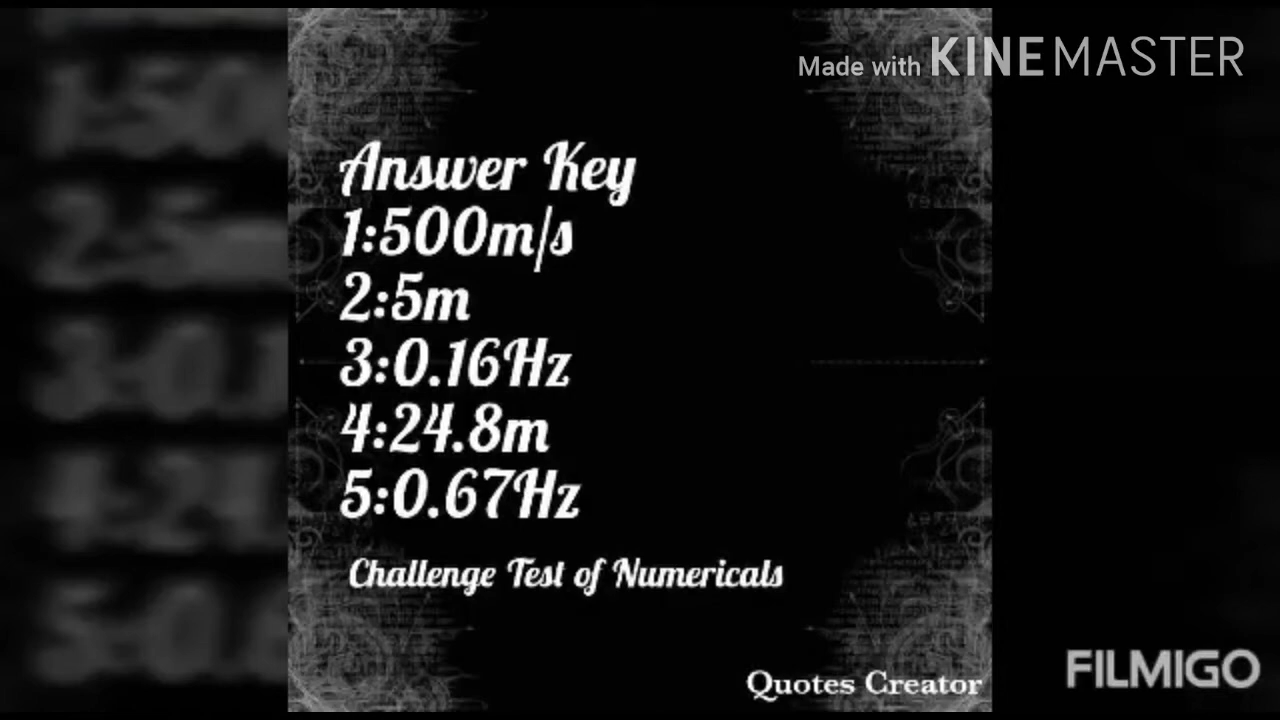 Made with KINEMASTER
Answer Key
1:500m/s
2:5m
3:0.16Hz
4:24.8m
5:0.67Hz
Challenge Test of Numericals
Quotes Creator
FILMIGO